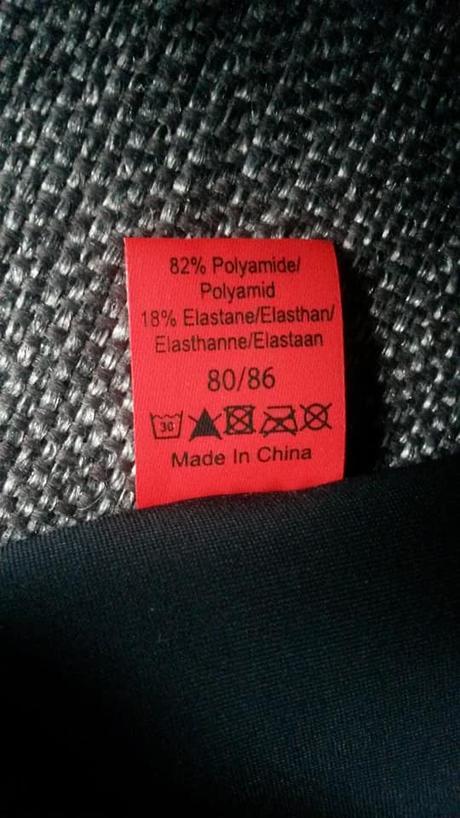 82% Polyamide/
Polyamid
18% Elastane/Elasthan/
Elasthanne/Elastaan
80/86
30
Made In China